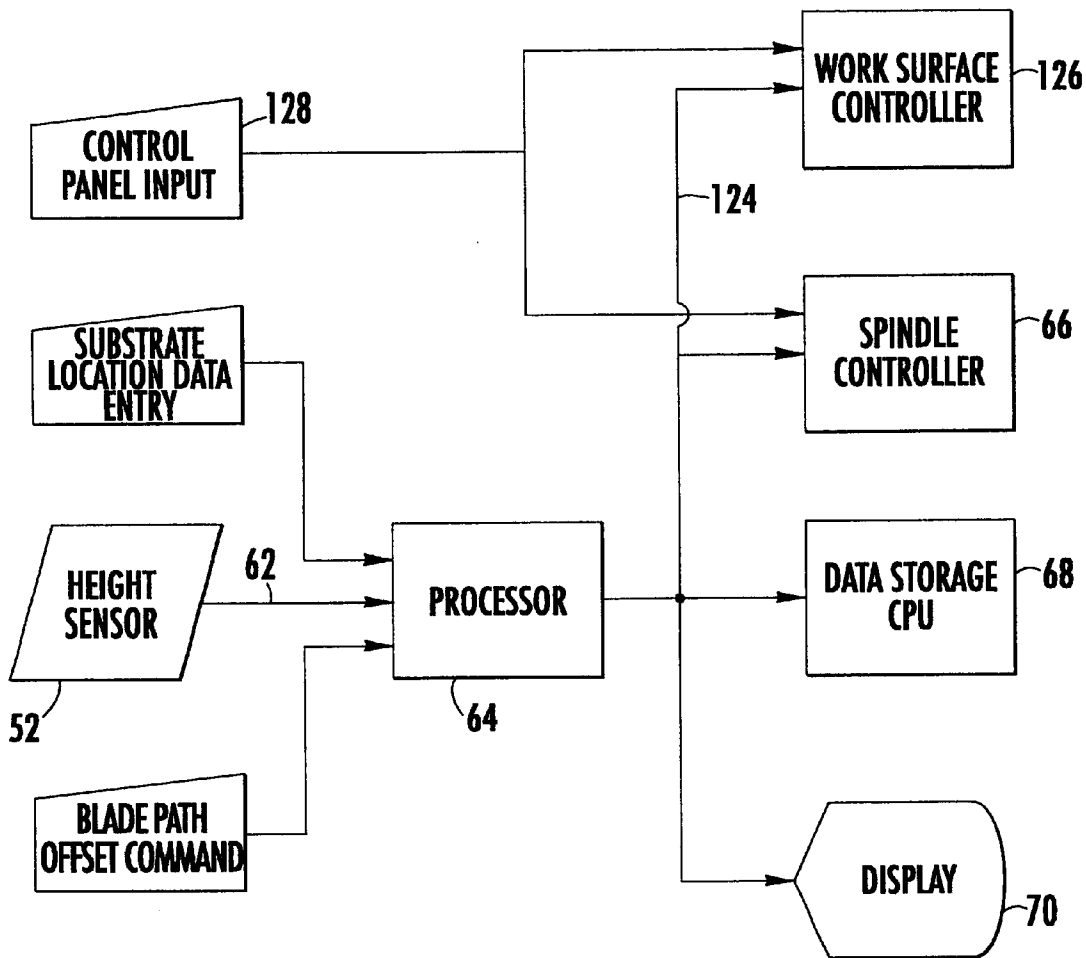 WORK SURFACE
CONTROLLER
126
128
CONTROL
PANEL INPUT
124
SUBSTRATE
LOCATION DATA
ENTRY
SPINDLE
CONTROLLER
66
HEIGHT
SENSOR
52
62
PROCESSOR
64
DATA STORAGE
CPU
68
BLADE PATH
OFFSET COMMAND
DISPLAY
70